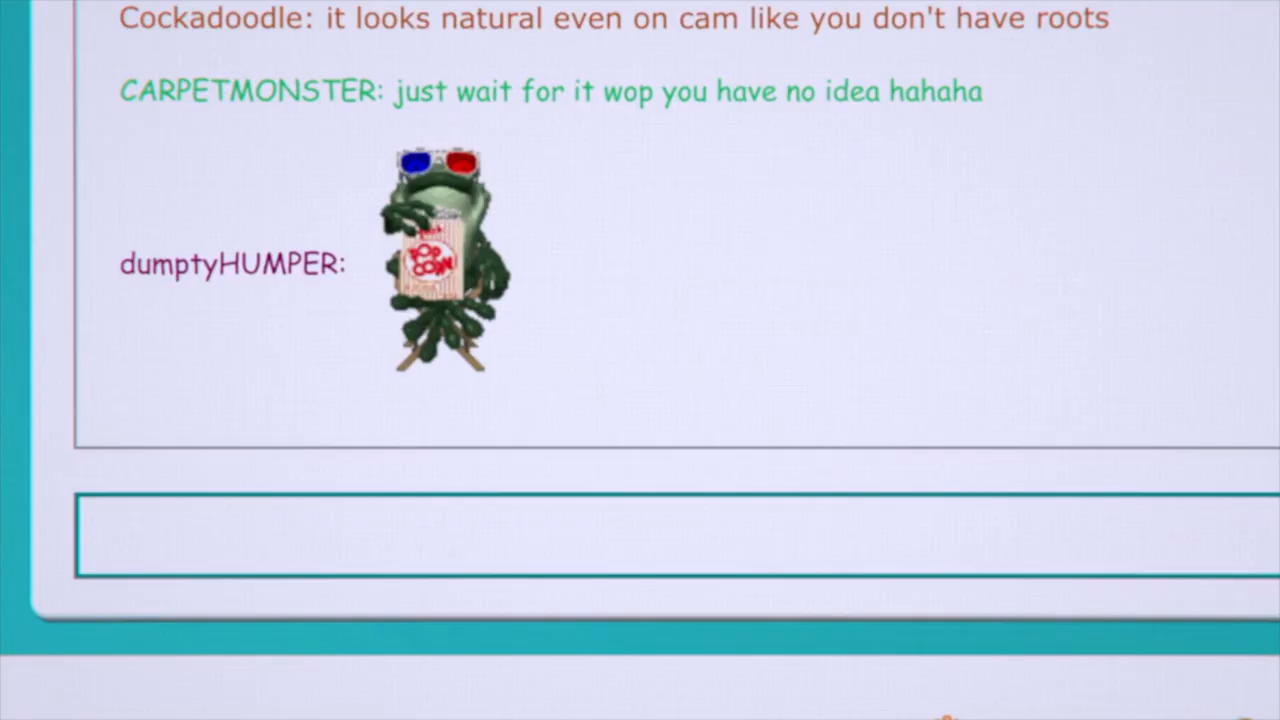 Cockadoodle: it looks natural even on cam like you don't have roots
CARPETMONSTER: just wait for it wop you have no idea hahaha
dumptyHUMPER:
POP
CORN